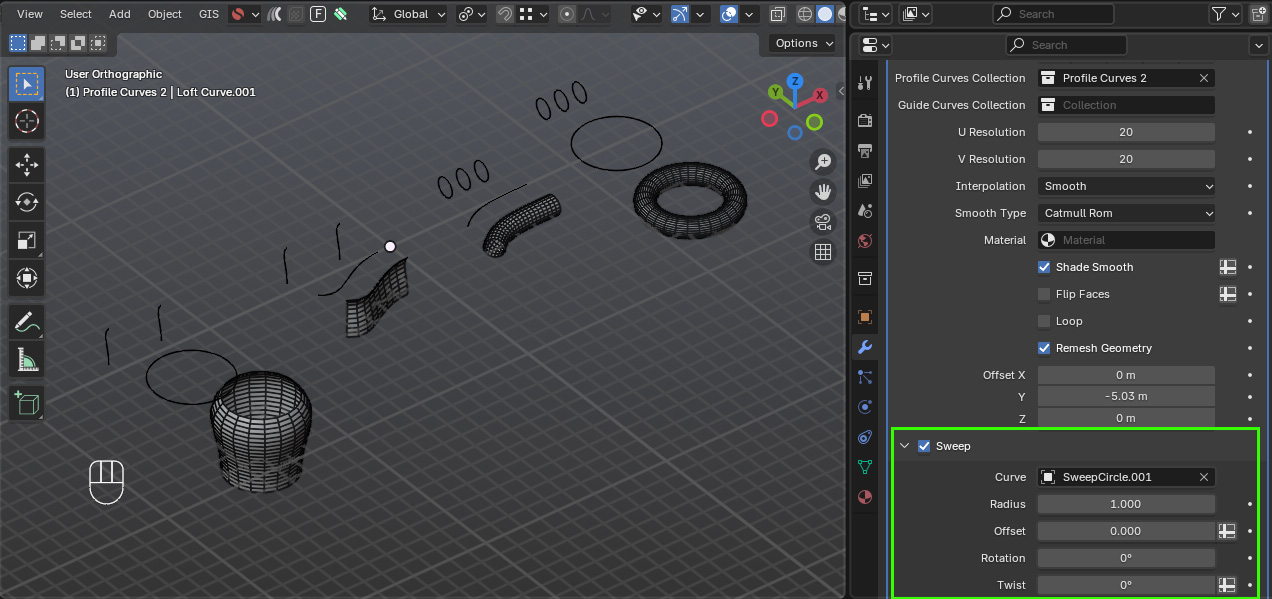 View Select Add Object GIS F Global Search
Options Search
User Orthographic
(1) Profile Curves 2 | Loft Curve.001
Z
Y
X
Profile Curves Collection Profile Curves 2
Guide Curves Collection Collection
U Resolution 20
V Resolution 20
Interpolation Smooth
Smooth Type Catmull Rom
Material Material
Shade Smooth
Flip Faces
Loop
Remesh Geometry
Offset X 0 m
Y -5.03 m
Z 0 m
Sweep
Curve SweepCircle.001
Radius 1.000
Offset 0.000
Rotation 0°
Twist 0°